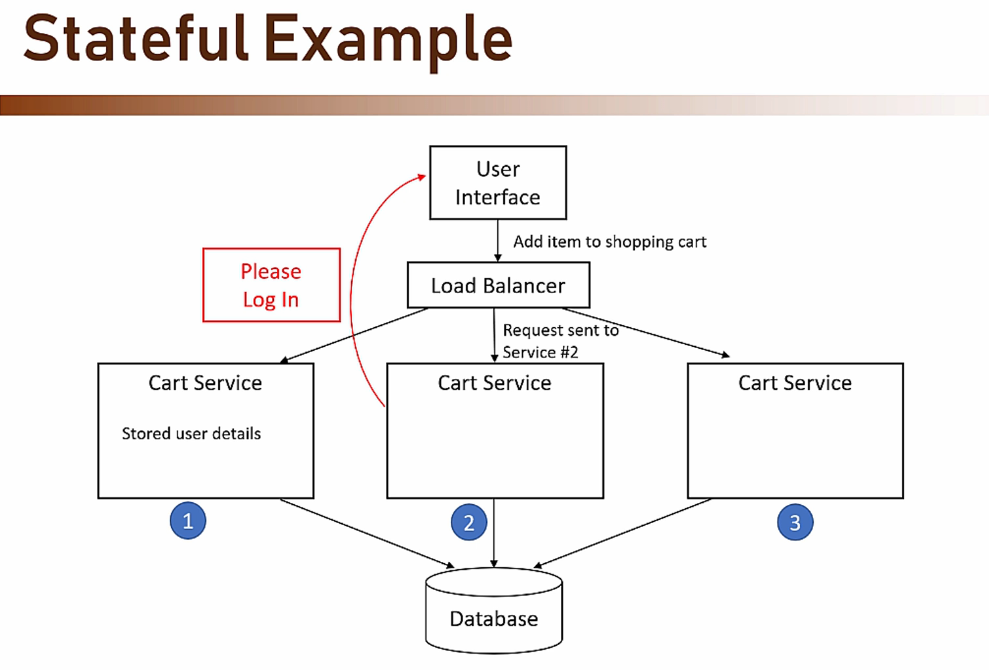 Stateful Example
User
Interface
Add item to shopping cart
Please
Log In
Load Balancer
Request sent to
Service #2
Cart Service
Stored user details
Cart Service
Cart Service
1
2
3
Database